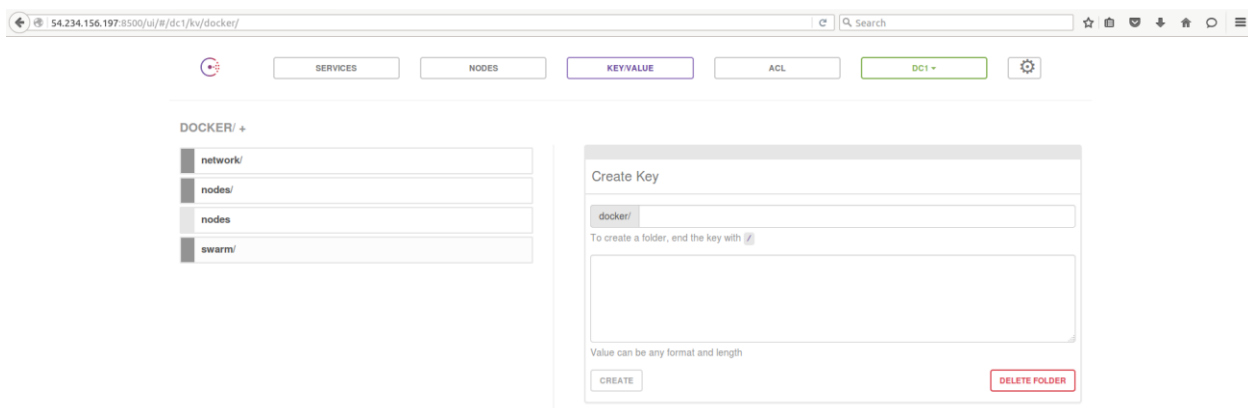 54.234.156.197:8500/ui/#/dc1/kv/docker/ Search
SERVICES NODES KEY/VALUE ACL DC1
DOCKER/ +
network/
nodes/
nodes
swarm/
Create Key
docker/
To create a folder, end the key with /
Value can be any format and length
CREATE DELETE FOLDER